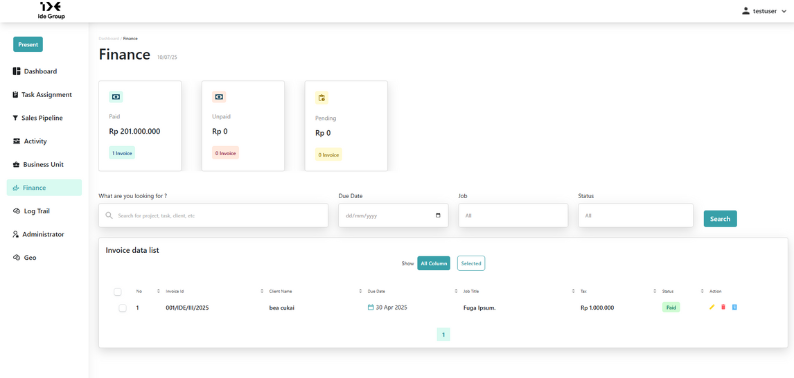 IDE
Ide Group
testuser
Present
Dashboard
Task Assignment
Sales Pipeline
Activity
Business Unit
Finance
Log Trail
Administrator
Geo
Dashboard / Finance
Finance 18/07/25
Paid
Rp 201.000.000
1 Invoice
Unpaid
Rp 0
0 Invoice
Pending
Rp 0
0 Invoice
What are you looking for ?
Search for project, task, client, etc
Due Date
dd/mm/yyyy
Job
All
Status
All
Search
Invoice data list
Show All Column Selected
No Invoice Id Client Name Due Date Job Title Tax Status Action
1 001/IDE/III/2025 bea cukai 30 Apr 2025 Fuga Ipsum. Rp 1.000.000 Paid
1